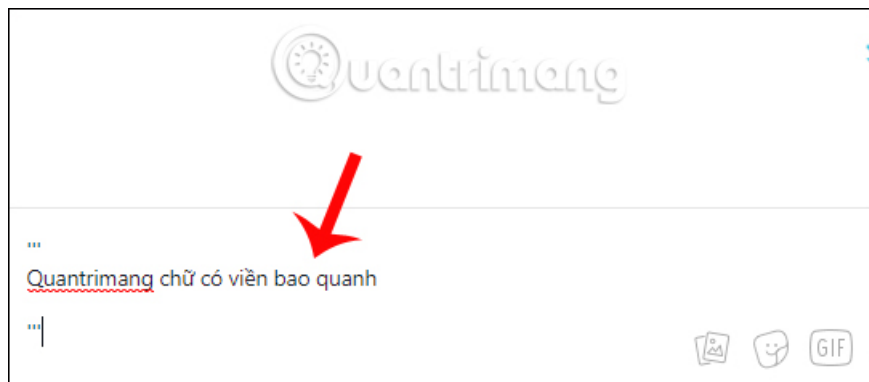 Quantrimang
'''
Quantrimang chữ có viền bao quanh
'''
GIF